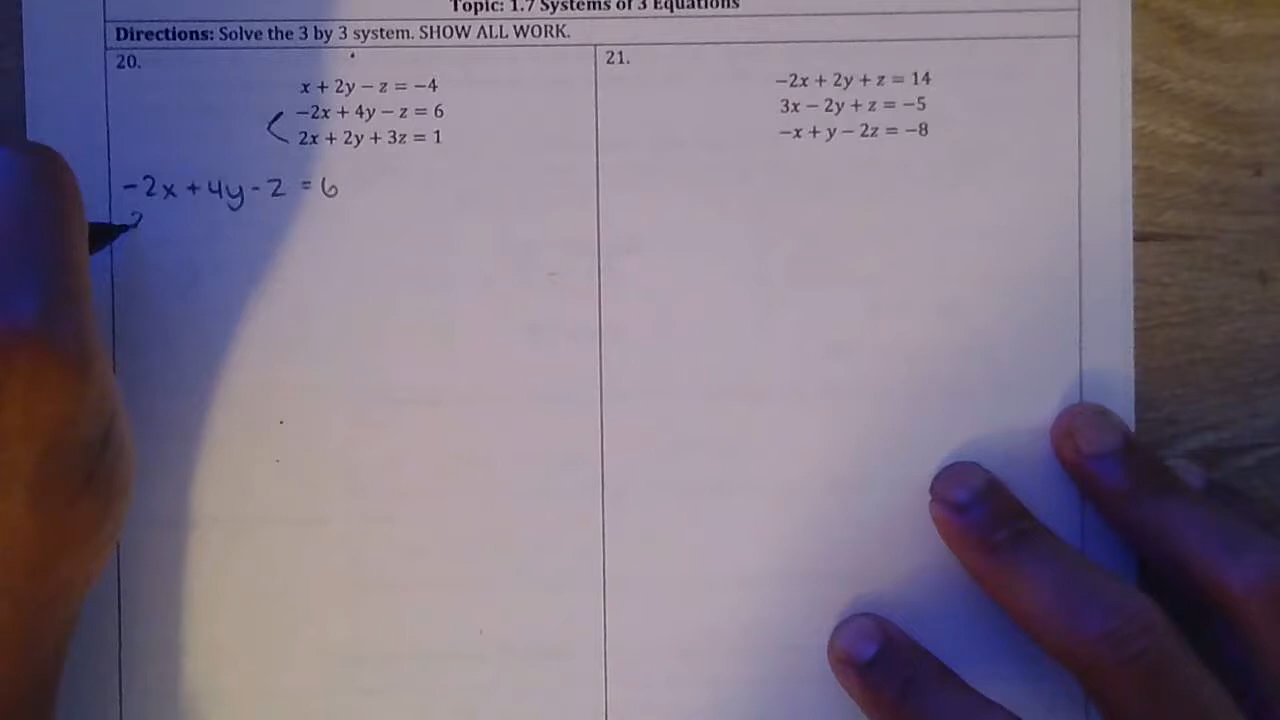 Topic: 1.7 Systems of 3 Equations
Directions: Solve the 3 by 3 system. SHOW ALL WORK.
20.
x + 2y − z = −4
−2x + 4y − z = 6
2x + 2y + 3z = 1
-2x + 4y - z = 6
2
21.
−2x + 2y + z = 14
3x − 2y + z = −5
−x + y − 2z = −8